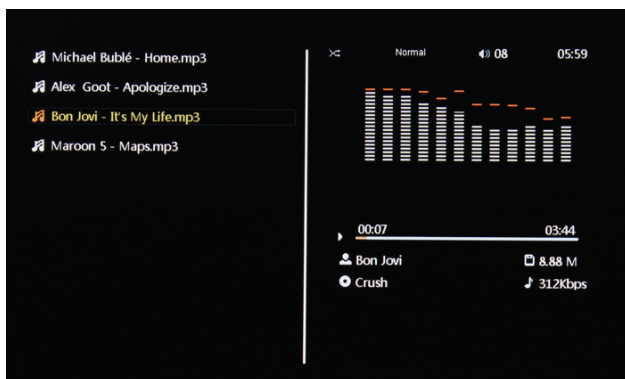 Michael Bublé - Home.mp3
Alex Goot - Apologize.mp3
Bon Jovi - It's My Life.mp3
Maroon 5 - Maps.mp3
Normal 08 05:59
00:07 03:44
Bon Jovi 8.88 M
Crush 312Kbps